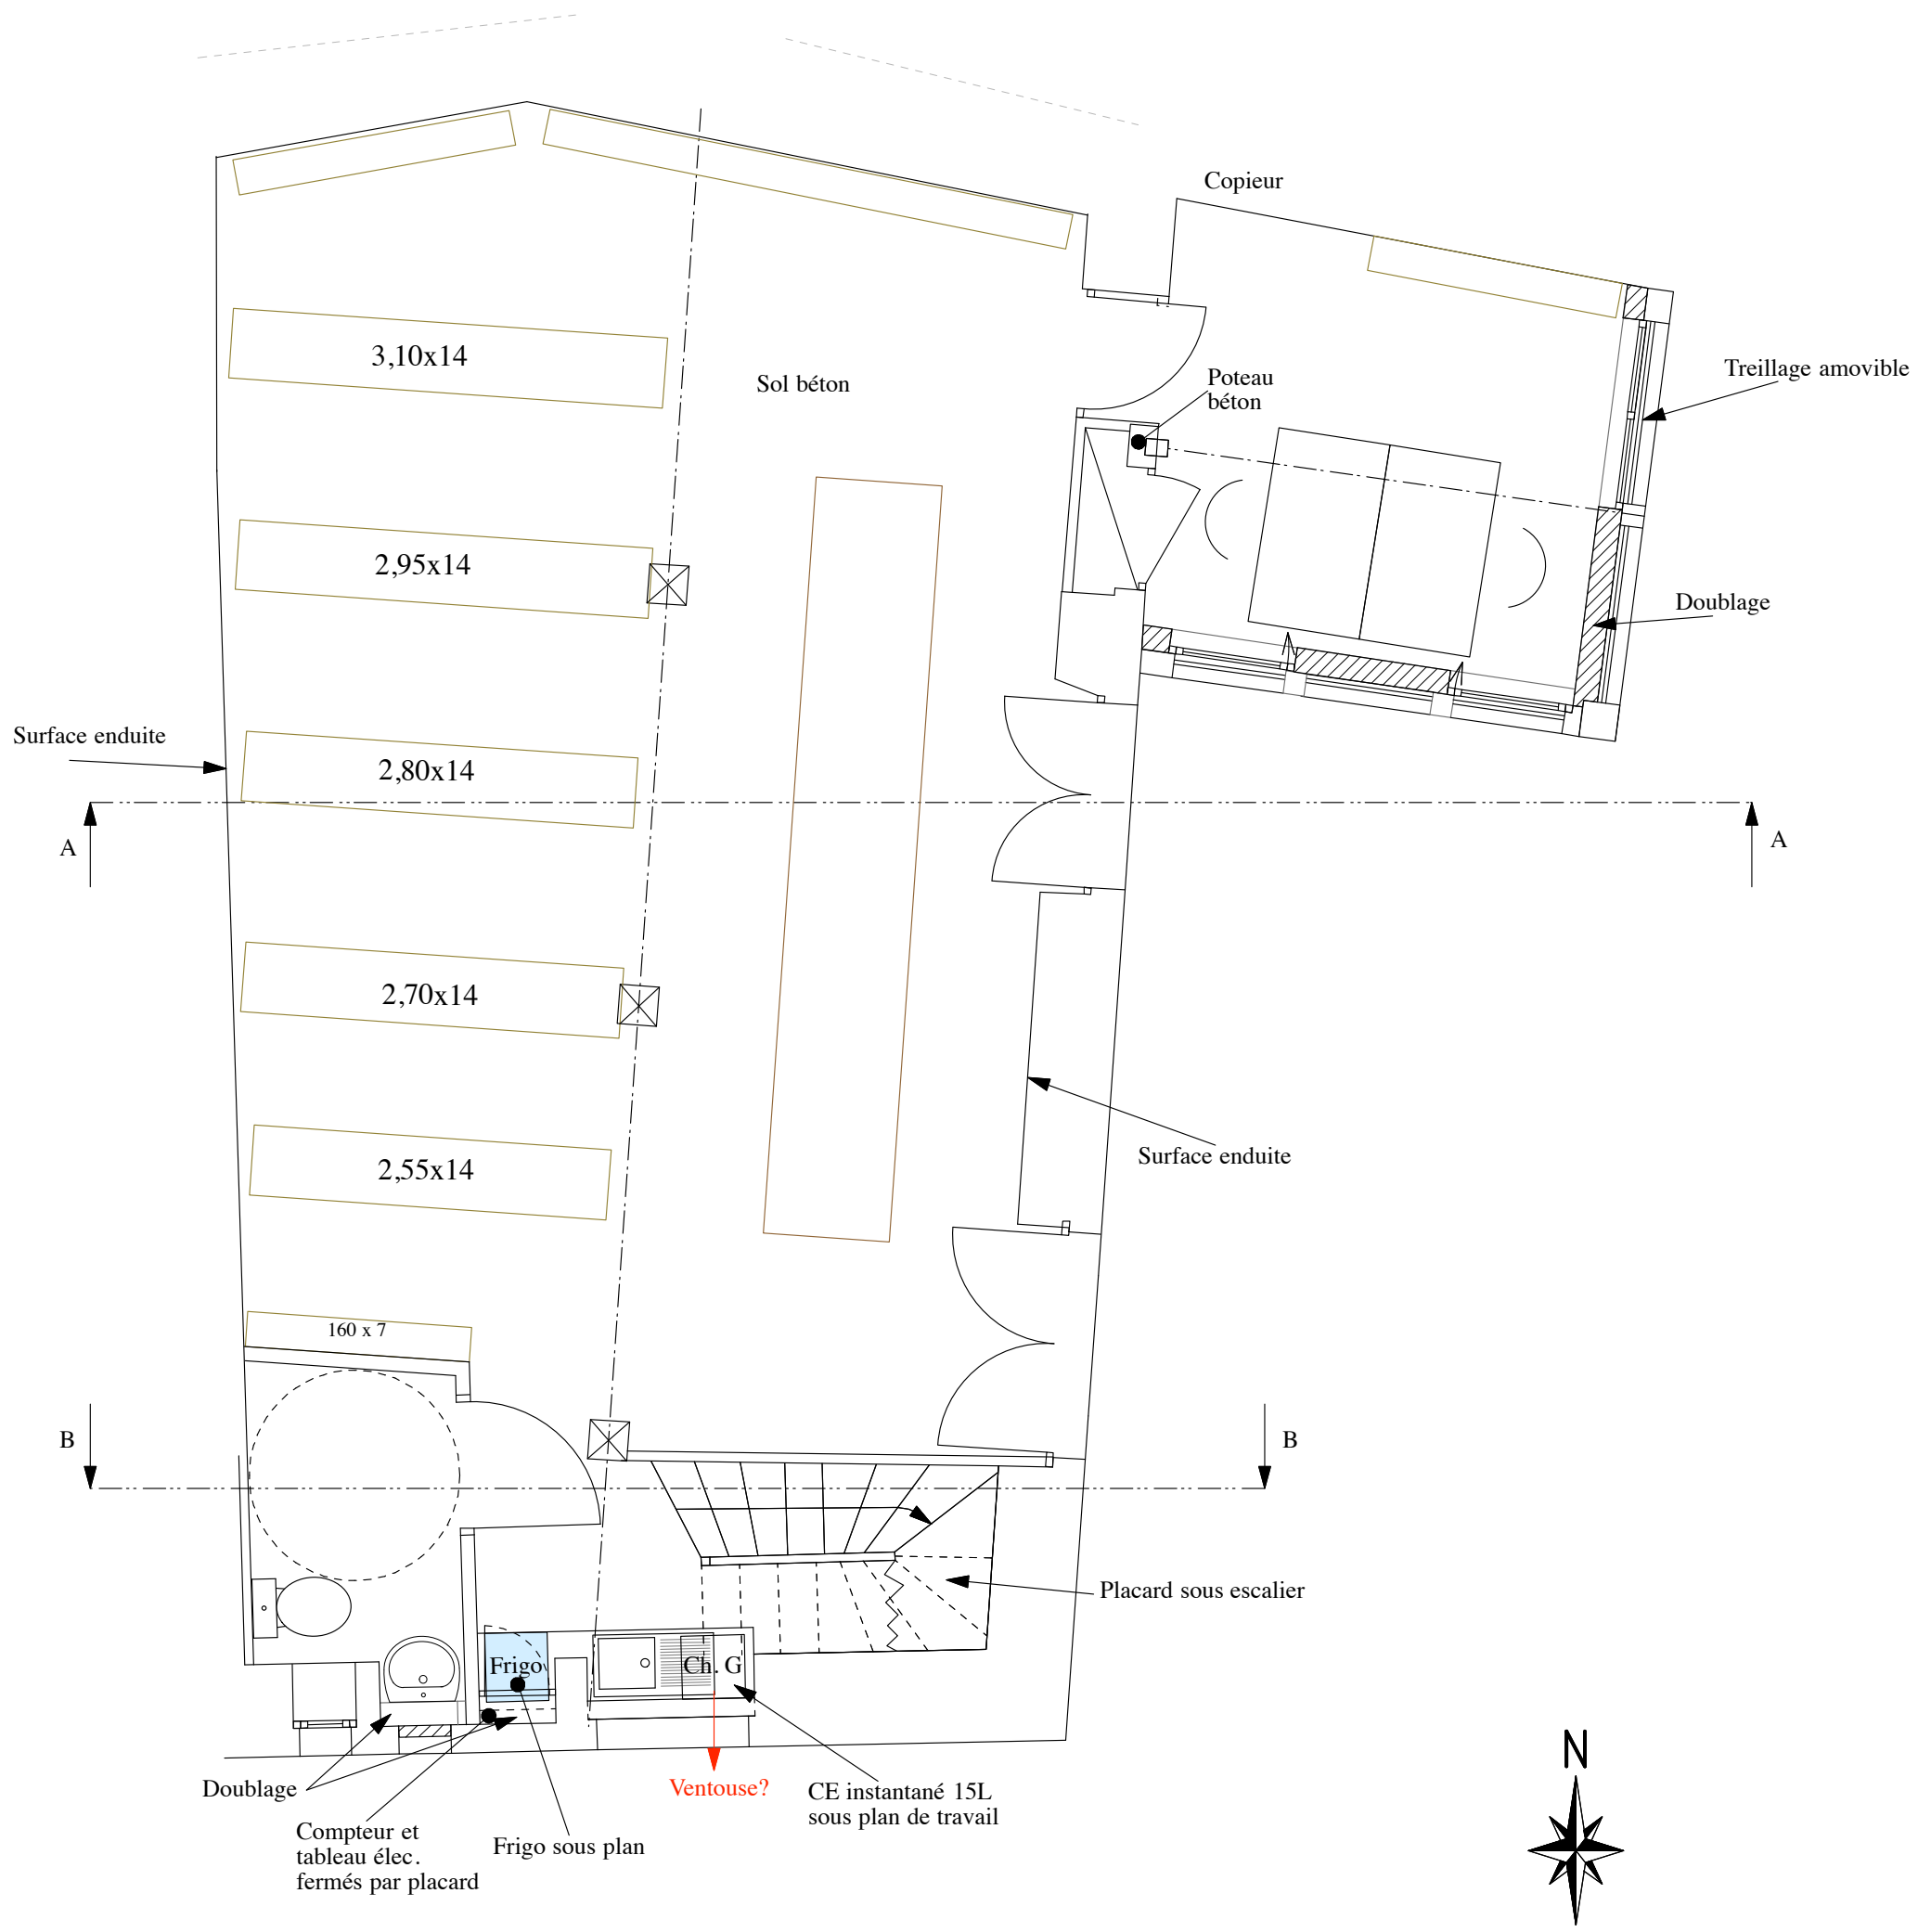 Copieur
3,10x14
Sol béton
Poteau
béton
Treillage amovible
2,95x14
Doublage
Surface enduite
2,80x14
A
A
2,70x14
Surface enduite
2,55x14
160 x 7
B
B
Placard sous escalier
Frigo
Ch. G
Doublage
Ventouse?
CE instantané 15L
sous plan de travail
Compteur et
tableau élec.
fermés par placard
Frigo sous plan
N